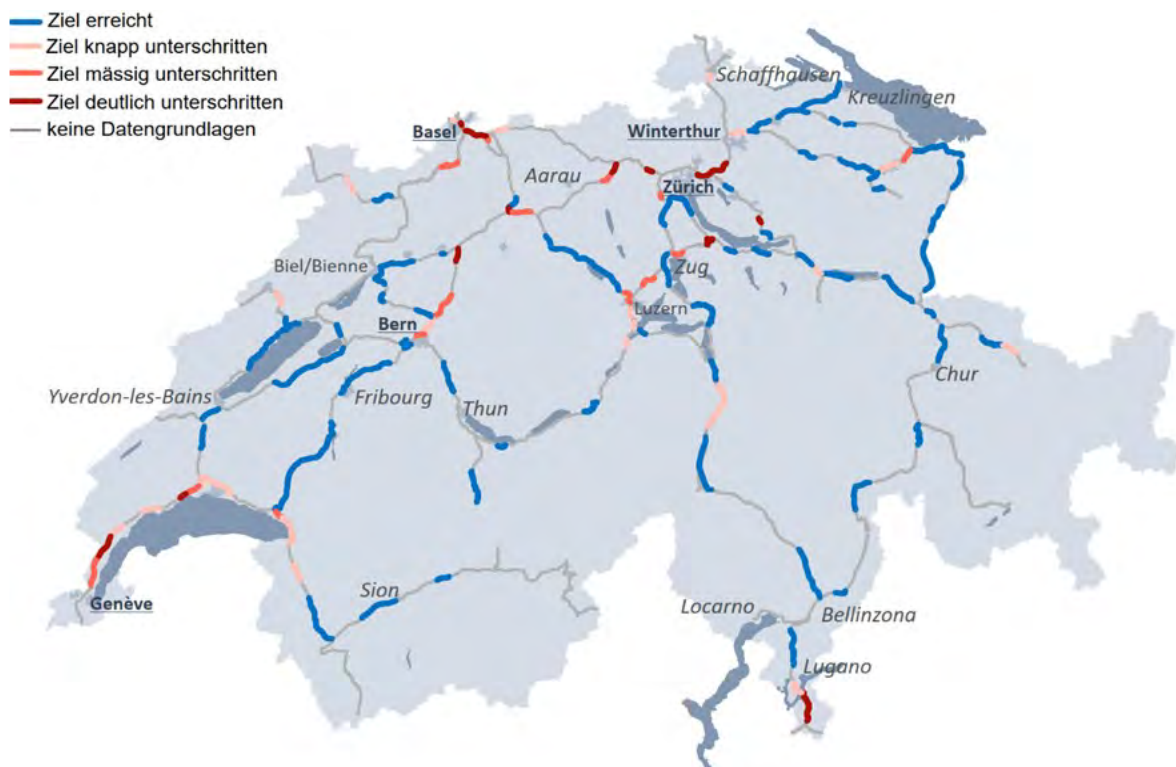 Ziel erreicht
Ziel knapp unterschritten
Ziel mässig unterschritten
Ziel deutlich unterschritten
keine Datengrundlagen
Schaffhausen
Kreuzlingen
Basel
Winterthur
Aarau
Zürich
Biel/Bienne
Zug
Luzern
Bern
Chur
Yverdon-les-Bains
Fribourg
Thun
Sion
Genève
Locarno
Bellinzona
Lugano